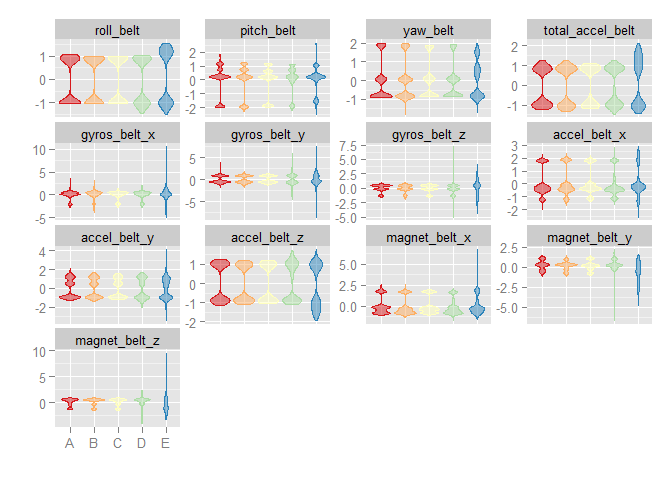 roll_belt pitch_belt yaw_belt total_accel_belt
1 0 -1
2 1 0 -1 -2
2 1 0 -1
2 1 0 -1
gyros_belt_x gyros_belt_y gyros_belt_z accel_belt_x
10 5 0 -5
5 0 -5
7.5 5.0 2.5 0.0 -2.5 -5.0
3 2 1 0 -1 -2
accel_belt_y accel_belt_z magnet_belt_x magnet_belt_y
4 2 0 -2
1 0 -1 -2
5.0 2.5 0.0
2.5 0.0 -2.5 -5.0
magnet_belt_z
10 5 0
A B C D E